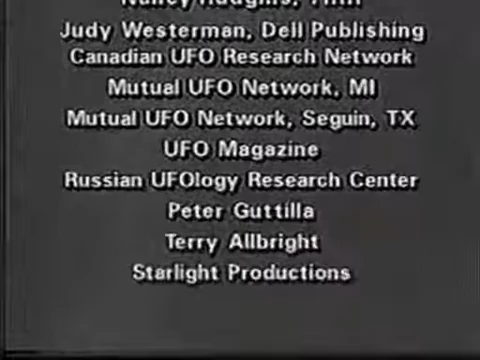 Judy Westerman, Dell Publishing
Canadian UFO Research Network
Mutual UFO Network, MI
Mutual UFO Network, Seguin, TX
UFO Magazine
Russian UFOlogy Research Center
Peter Guttilla
Terry Allbright
Starlight Productions